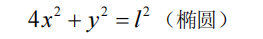 4x² + y² = l²（椭圆）